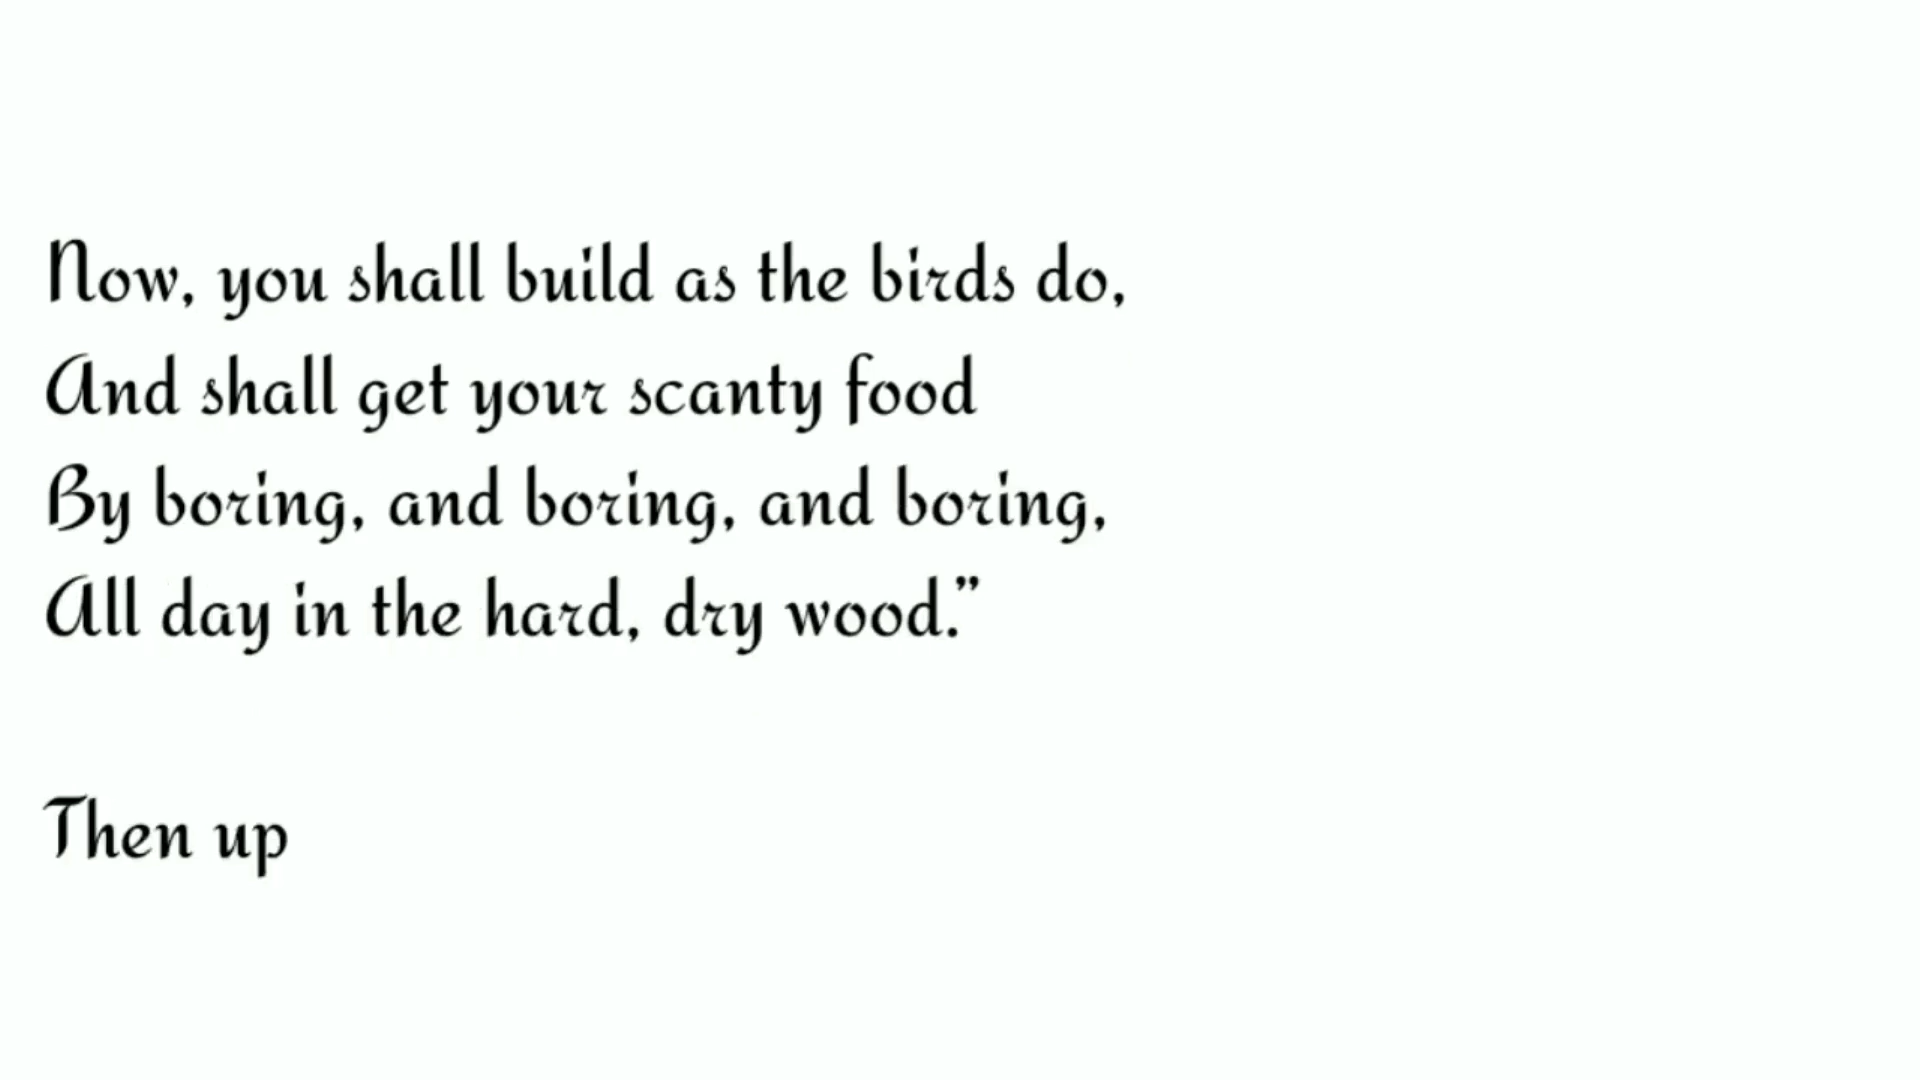 Now, you shall build as the birds do,
And shall get your scanty food
By boring, and boring, and boring,
All day in the hard, dry wood.”
Then up